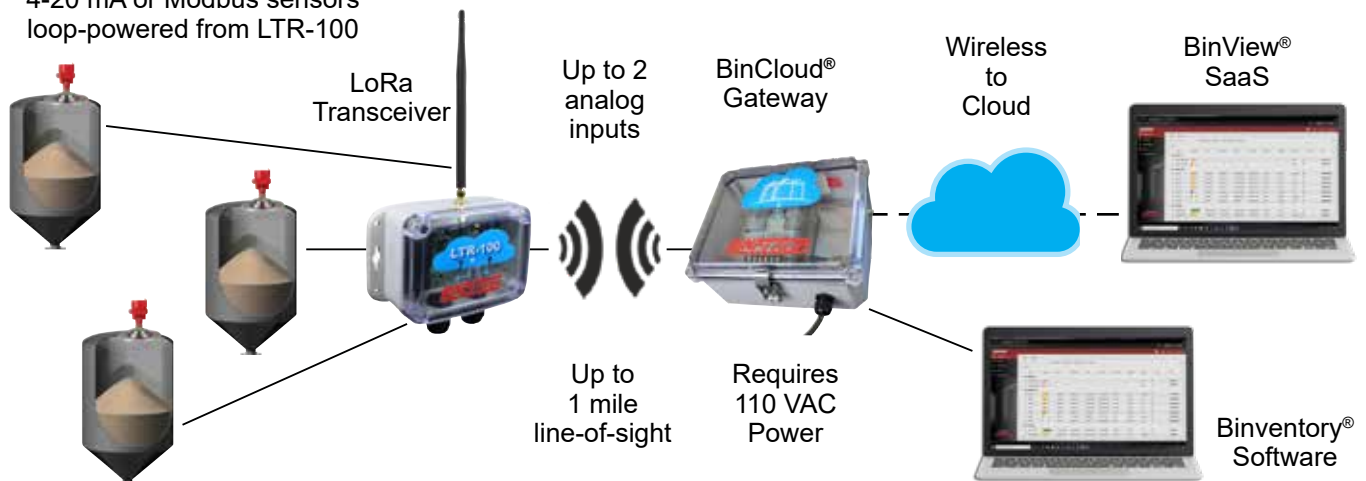 4-20 mA or Modbus sensors
loop-powered from LTR-100
LoRa
Transceiver
Up to 2
analog
inputs
BinCloud®
Gateway
Wireless
to
Cloud
BinView®
SaaS
LTR-100
Up to
1 mile
line-of-sight
Requires
110 VAC
Power
Binventory®
Software